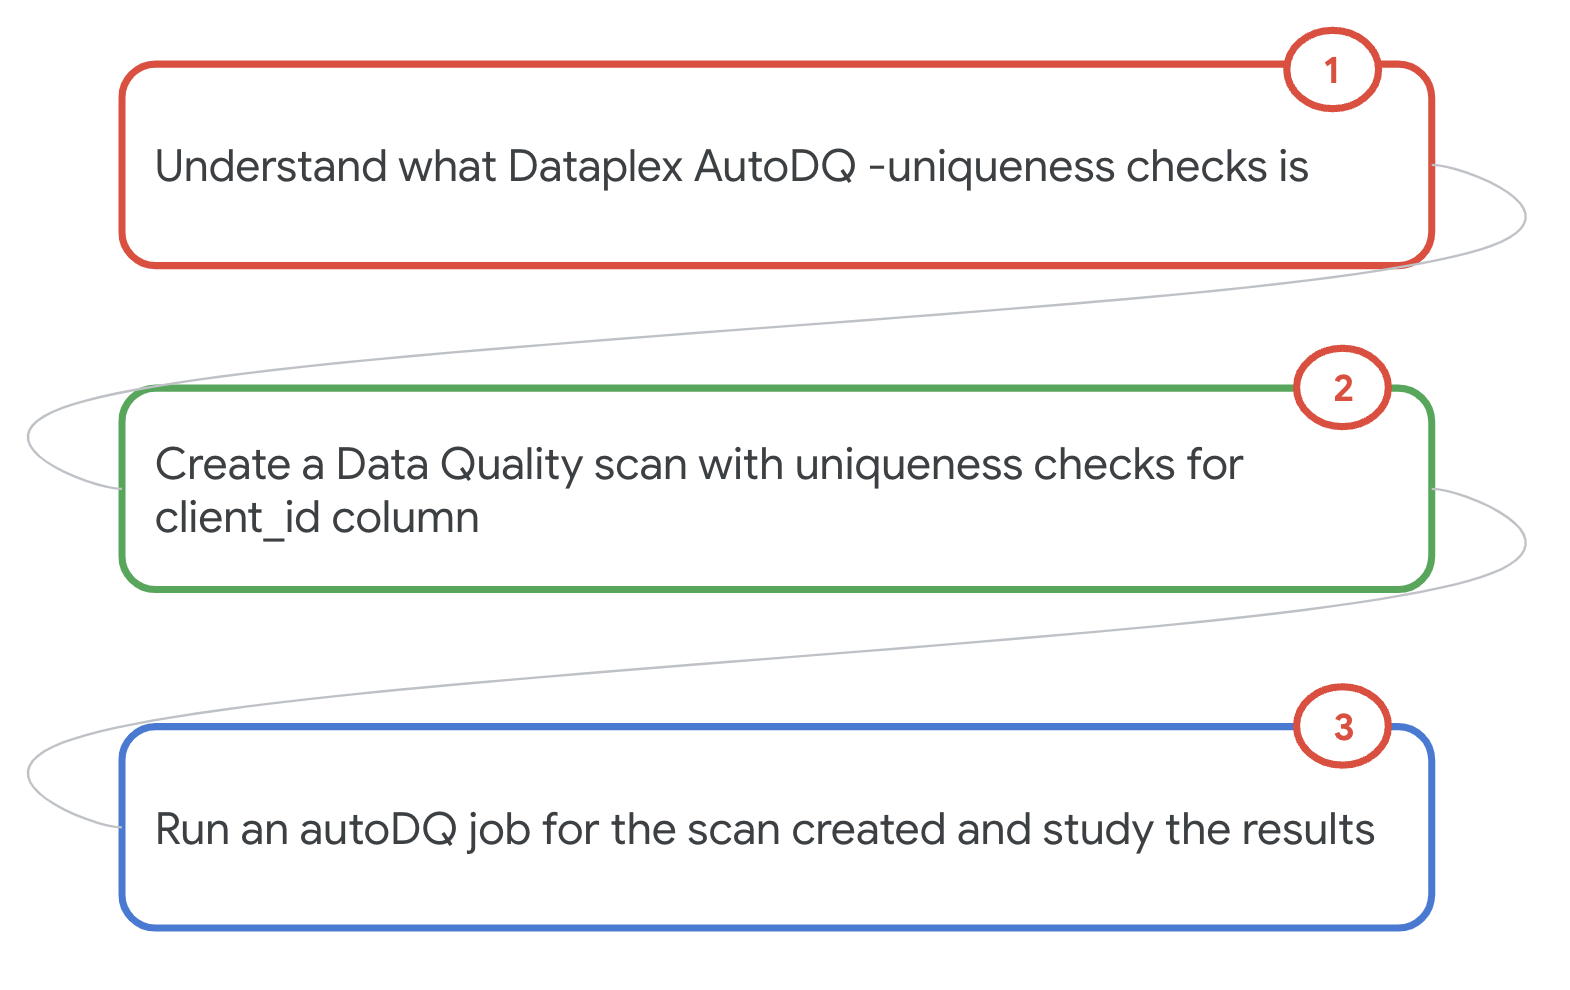 1
Understand what Dataplex AutoDQ -uniqueness checks is
2
Create a Data Quality scan with uniqueness checks for
client_id column
3
Run an autoDQ job for the scan created and study the results